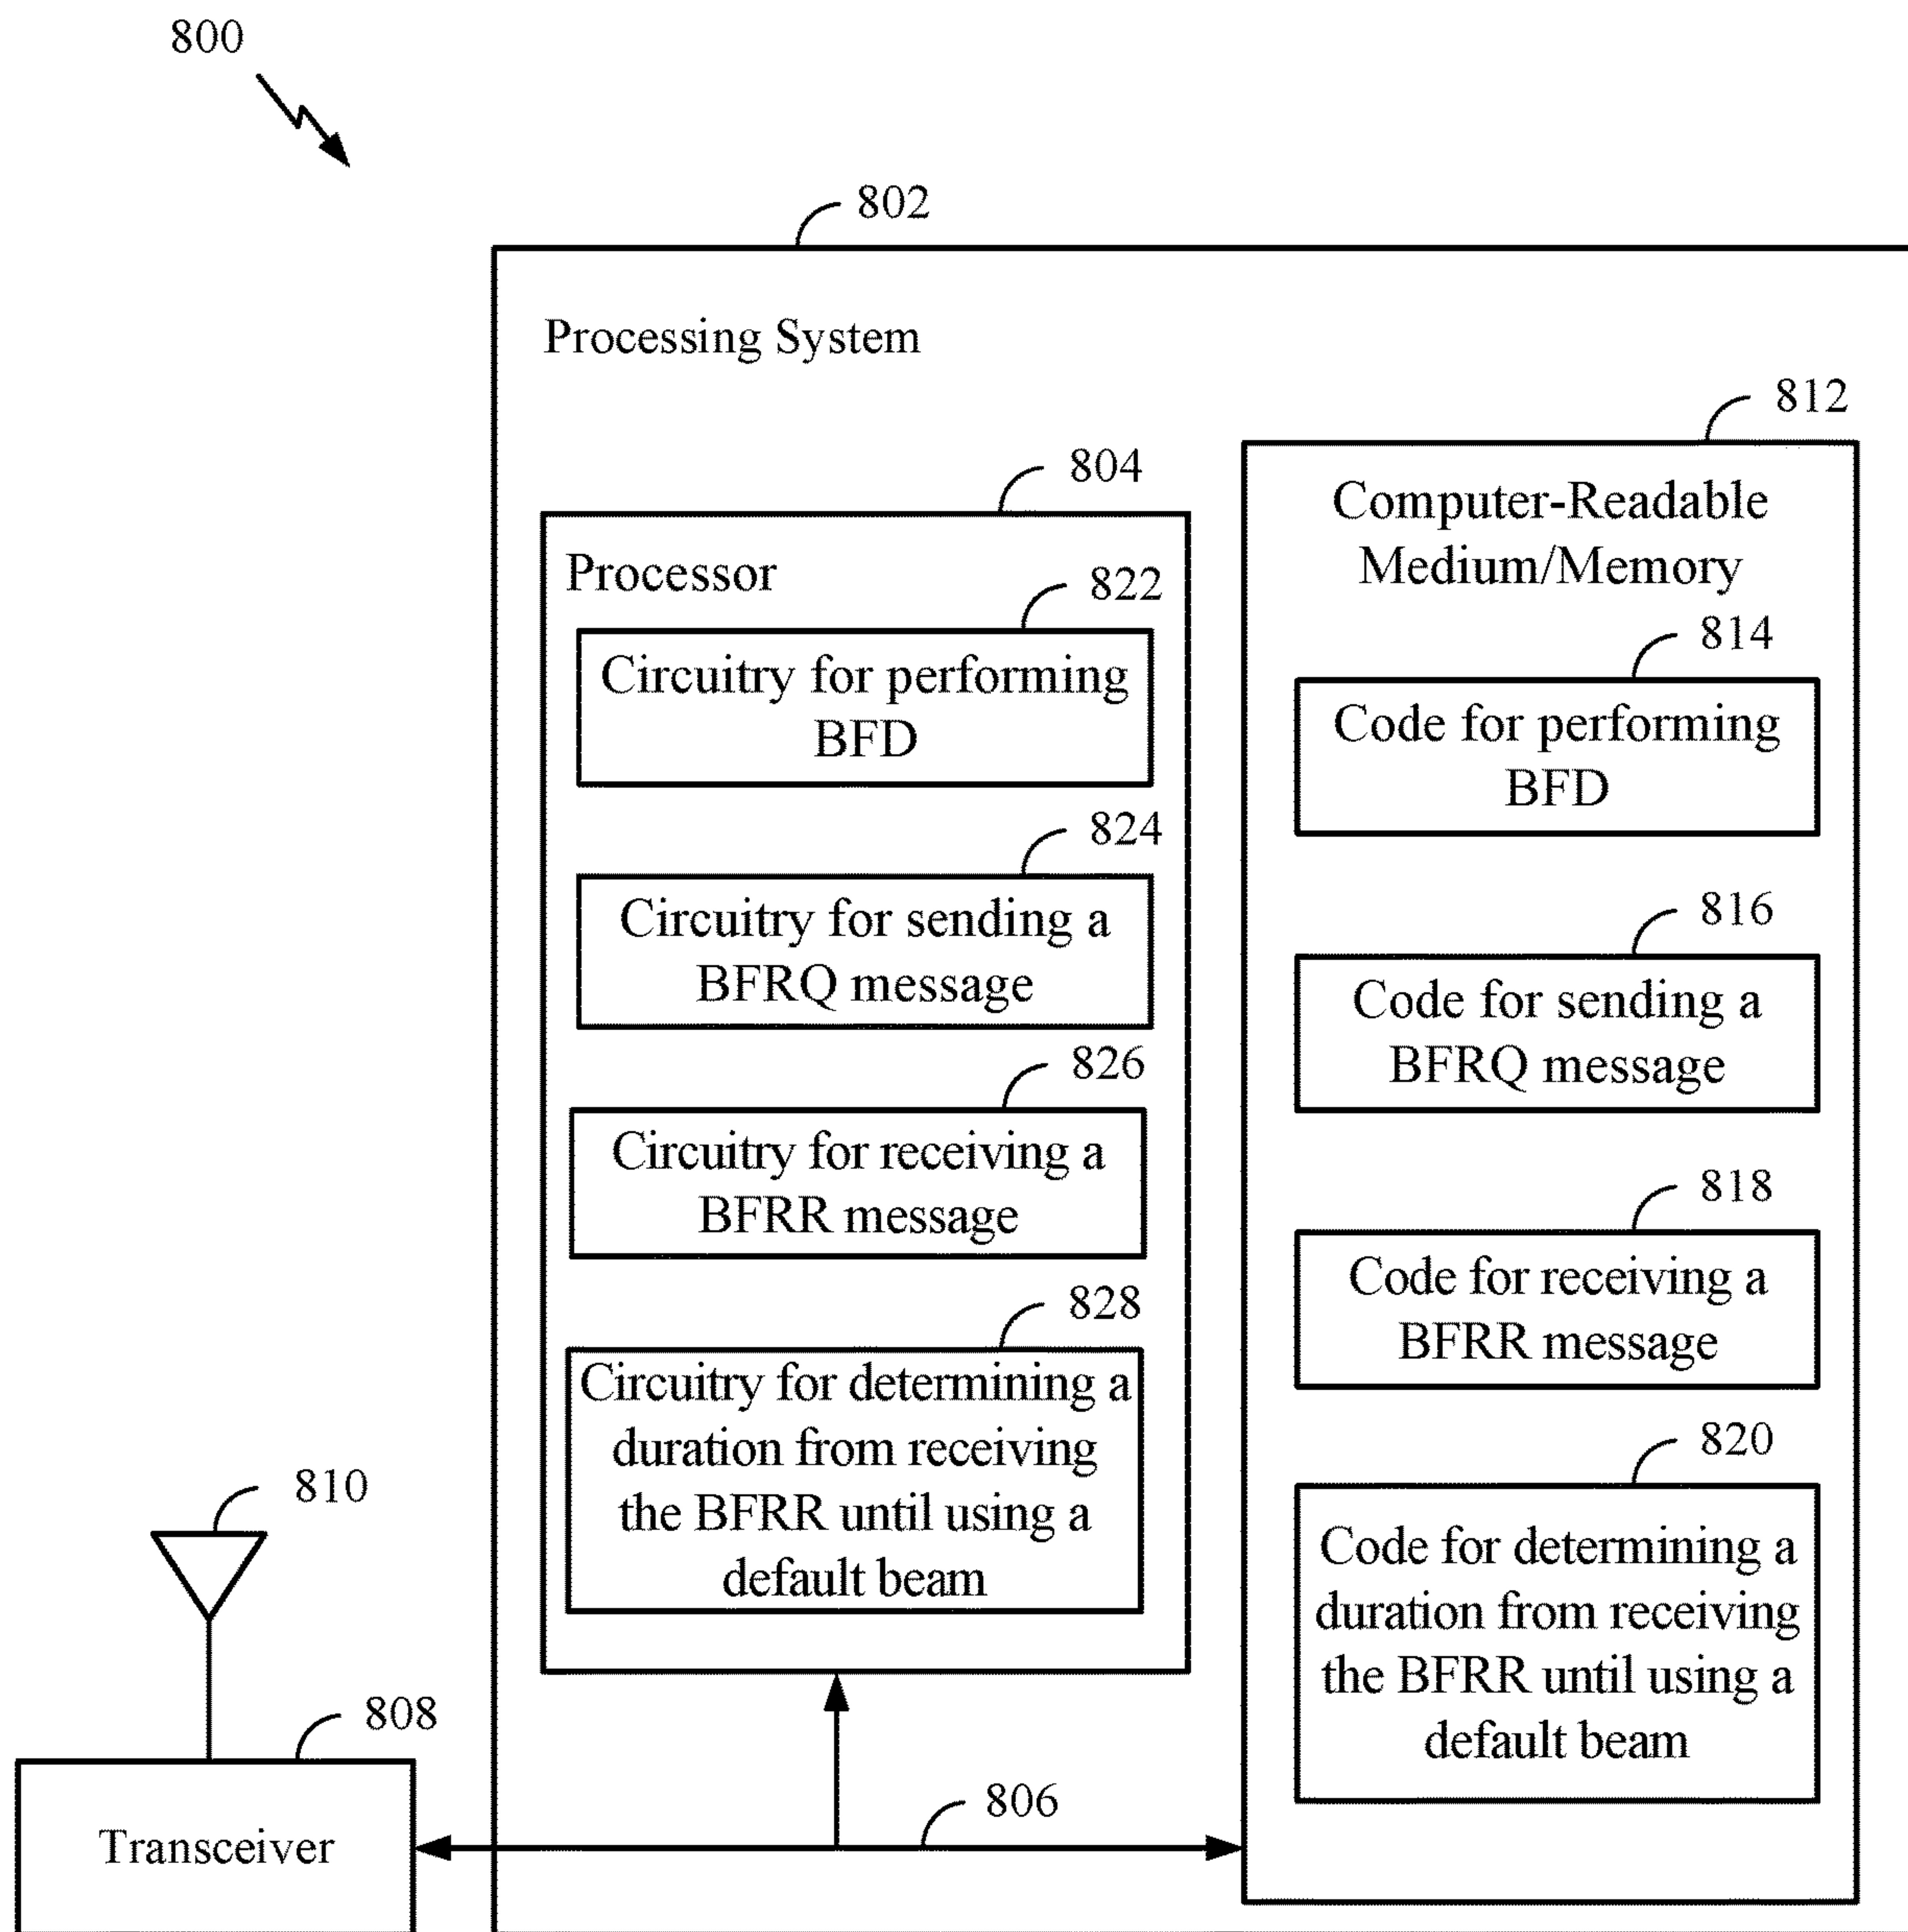 800
802
Processing System
804
Processor
822
Circuitry for performing
BFD
824
Circuitry for sending a
BFRQ message
826
Circuitry for receiving a
BFRR message
828
Circuitry for determining a
duration from receiving
the BFRR until using a
default beam
812
Computer-Readable
Medium/Memory
814
Code for performing
BFD
816
Code for sending a
BFRQ message
818
Code for receiving a
BFRR message
820
Code for determining a
duration from receiving
the BFRR until using a
default beam
810
808
Transceiver
806